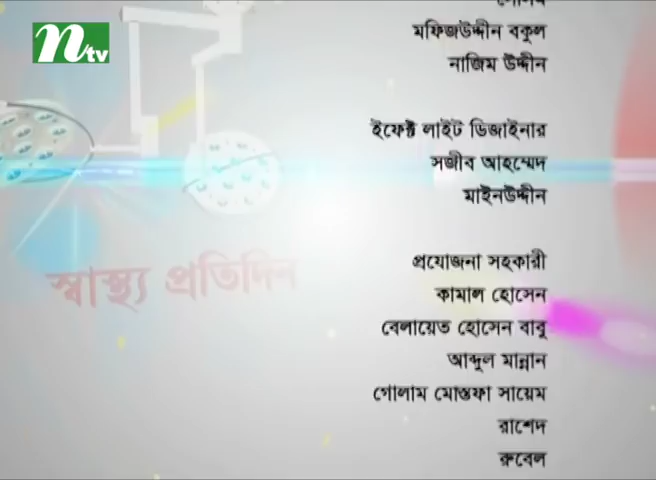 ntv
মফিজউদ্দীন বকুল
নাজিম উদ্দীন
ইফেক্ট লাইট ডিজাইনার
সজীব আহম্মেদ
মাইনউদ্দীন
স্বাস্থ্য প্রতিদিন
প্রযোজনা সহকারী
কামাল হোসেন
বেলায়েত হোসেন বাবু
আব্দুল মান্নান
গোলাম মোস্তফা সায়েম
রাশেদ
রুবেল